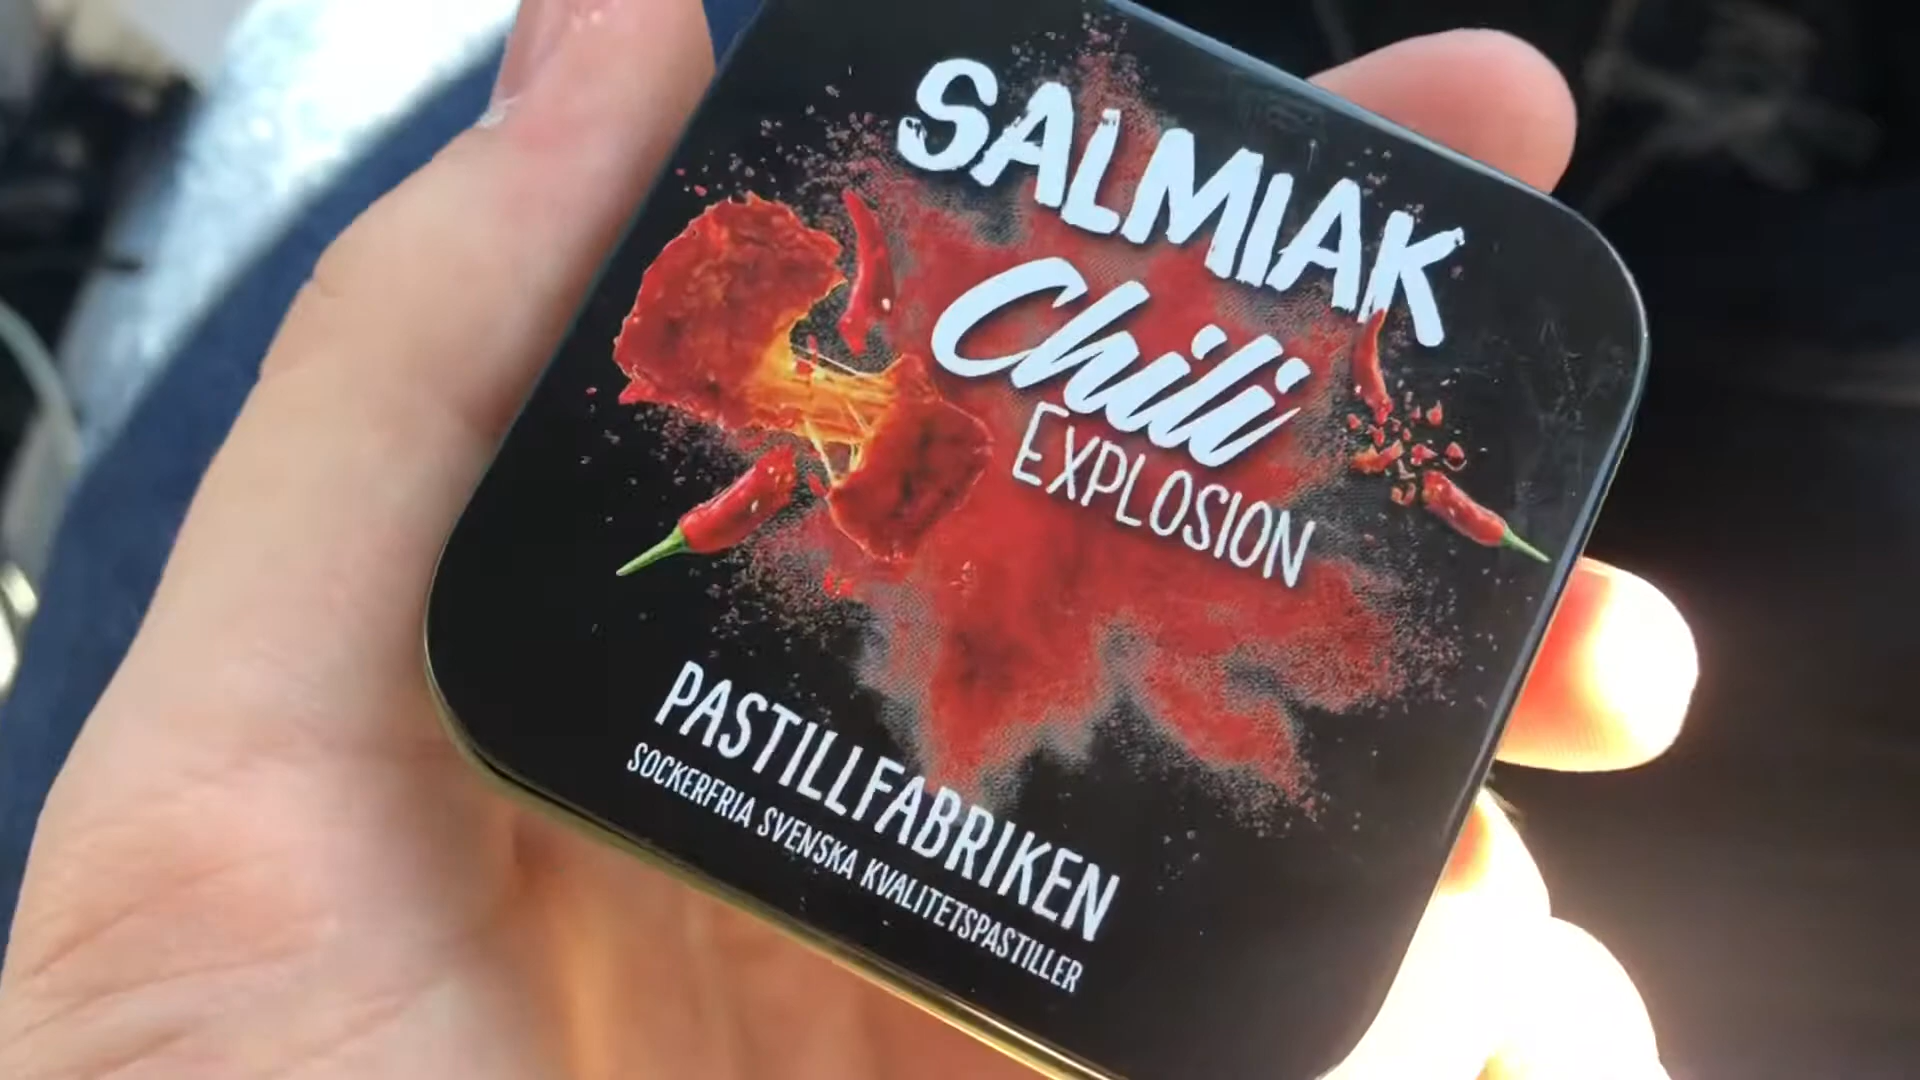 SALMIAK
Chili
EXPLOSION
PASTILLFABRIKEN
SOCKERFRIA SVENSKA KVALITETSPASTILLER